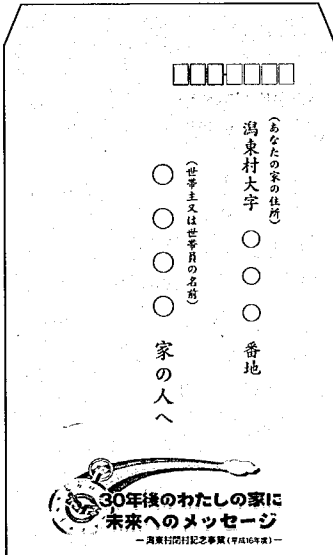 (あなたの家の住所)
潟東村大字○○○番地
(世帯主又は世帯員の名前)
○○○○家の人へ
30年後のわたしの家に
未来へのメッセージ
―潟東村閉村記念事業(平成16年度)―